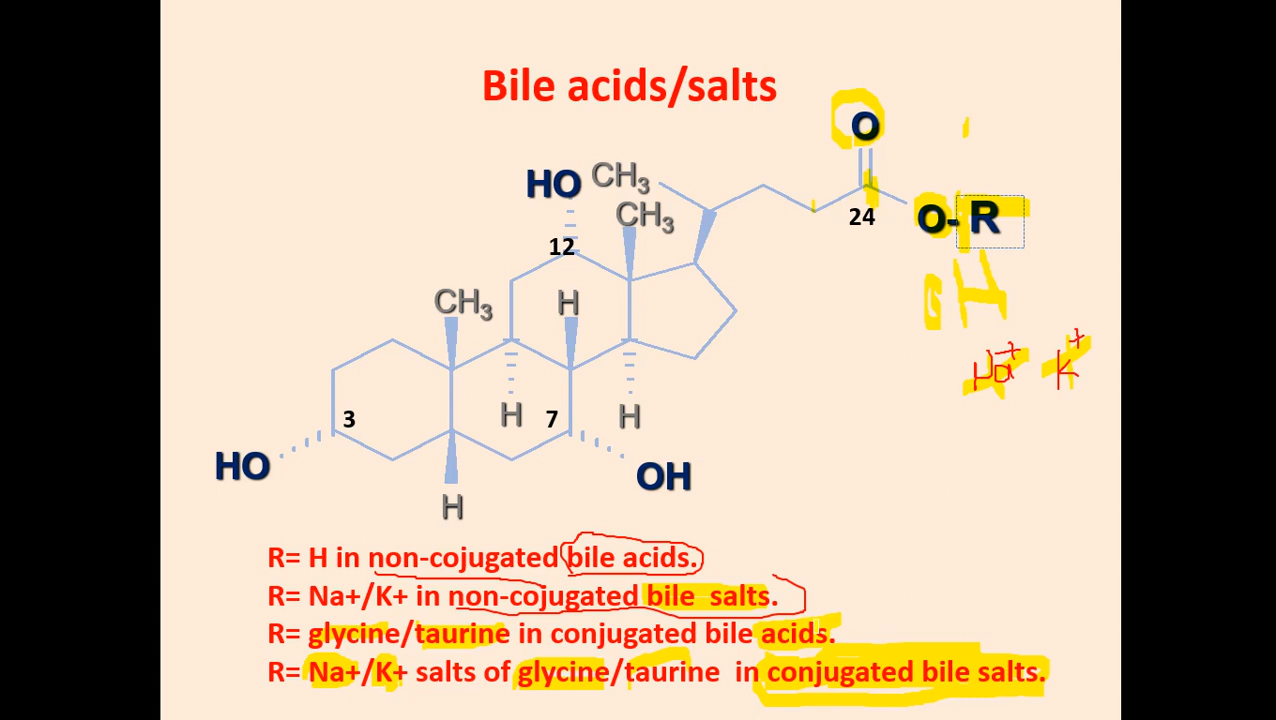 Bile acids/salts
O
HO CH3
CH3
24 O- R
12
CH3 H
H
Na+ K+
3 H 7 H
HO OH
H
R= H in non-cojugated bile acids.
R= Na+/K+ in non-cojugated bile salts.
R= glycine/taurine in conjugated bile acids.
R= Na+/K+ salts of glycine/taurine in conjugated bile salts.